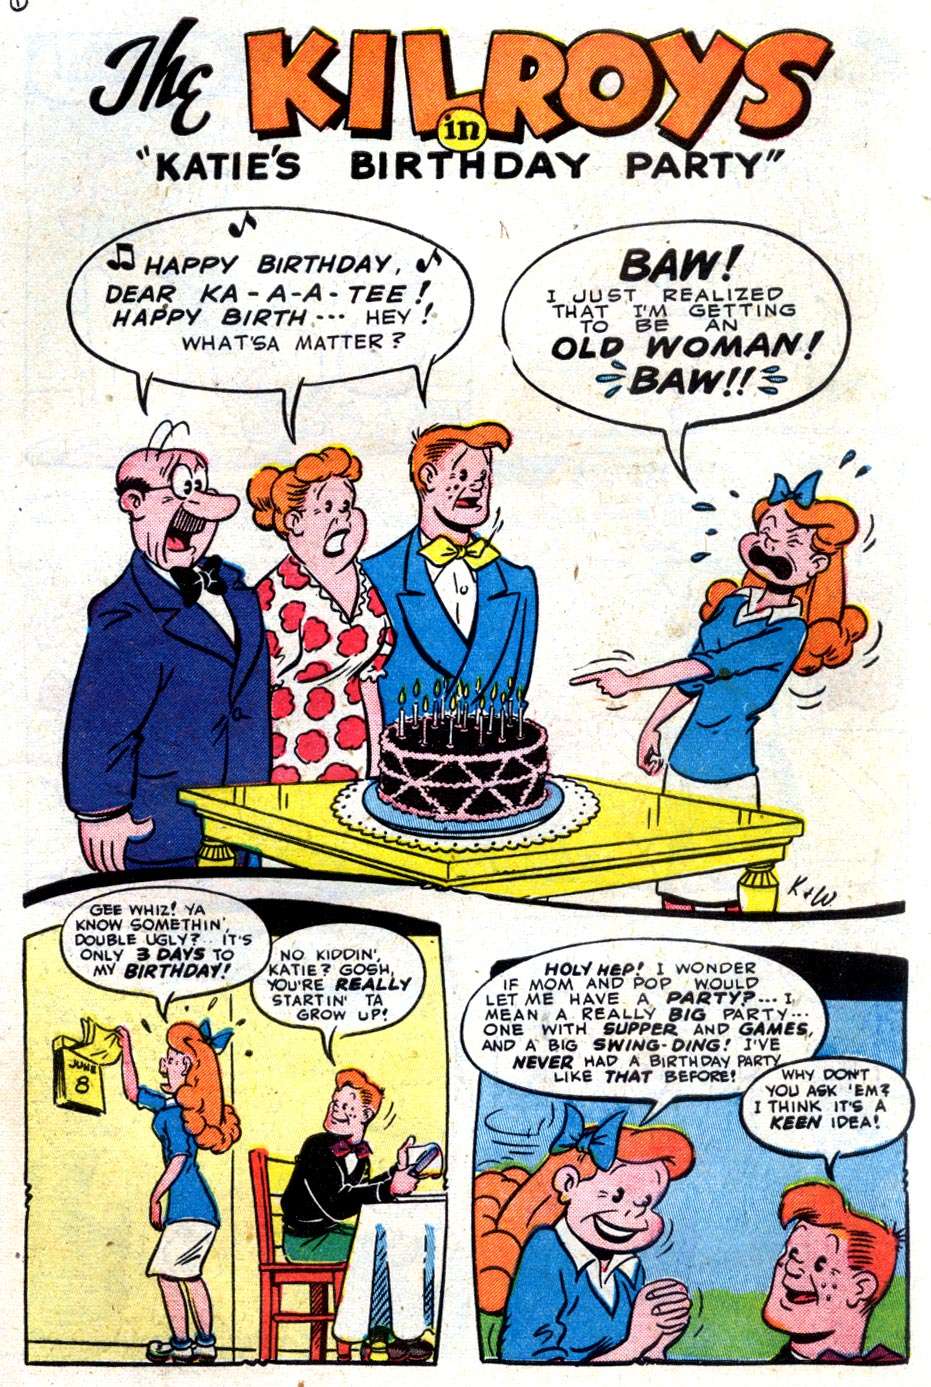 The KILROYS
in
"KATIE'S BIRTHDAY PARTY"
HAPPY BIRTHDAY,
DEAR KA-A-A-TEE!
HAPPY BIRTH... HEY!
WHAT'SA MATTER?
BAW!
I JUST REALIZED
THAT I'M GETTING
TO BE AN
OLD WOMAN!
BAW!!
K+W.
GEE WHIZ! YA
KNOW SOMETHIN',
DOUBLE UGLY?.. IT'S
ONLY 3 DAYS TO
MY BIRTHDAY!
NO KIDDIN',
KATIE? GOSH,
YOU'RE REALLY
STARTIN' TA
GROW UP!
JUNE
8
HOLY HEP! I WONDER
IF MOM AND POP WOULD
LET ME HAVE A PARTY?... I
MEAN A REALLY BIG PARTY...
ONE WITH SUPPER AND GAMES,
AND A BIG SWING-DING! I'VE
NEVER HAD A BIRTHDAY PARTY
LIKE THAT BEFORE!
WHY DON'T
YOU ASK 'EM?
I THINK IT'S A
KEEN IDEA!